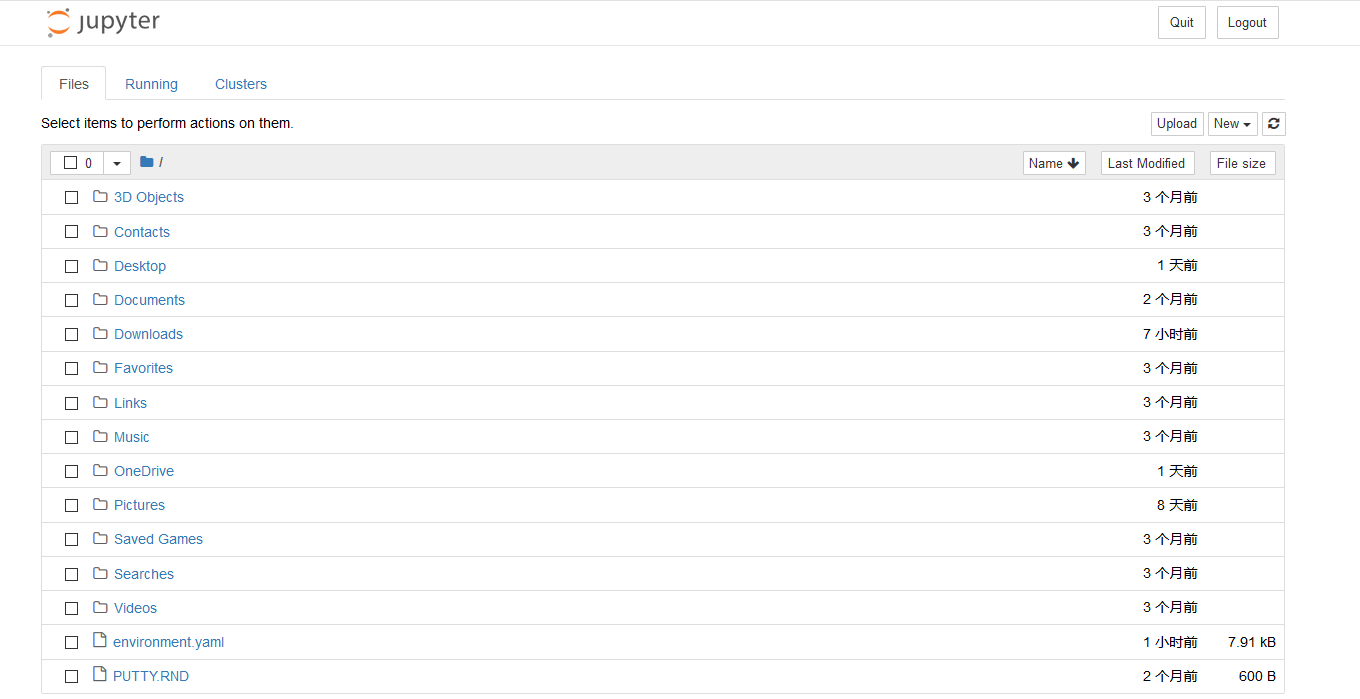 jupyter Quit Logout
Files Running Clusters
Select items to perform actions on them. Upload New
0 / Name Last Modified File size
3D Objects 3 个月前
Contacts 3 个月前
Desktop 1 天前
Documents 2 个月前
Downloads 7 小时前
Favorites 3 个月前
Links 3 个月前
Music 3 个月前
OneDrive 1 天前
Pictures 8 天前
Saved Games 3 个月前
Searches 3 个月前
Videos 3 个月前
environment.yaml 1 小时前 7.91 kB
PUTTY.RND 2 个月前 600 B